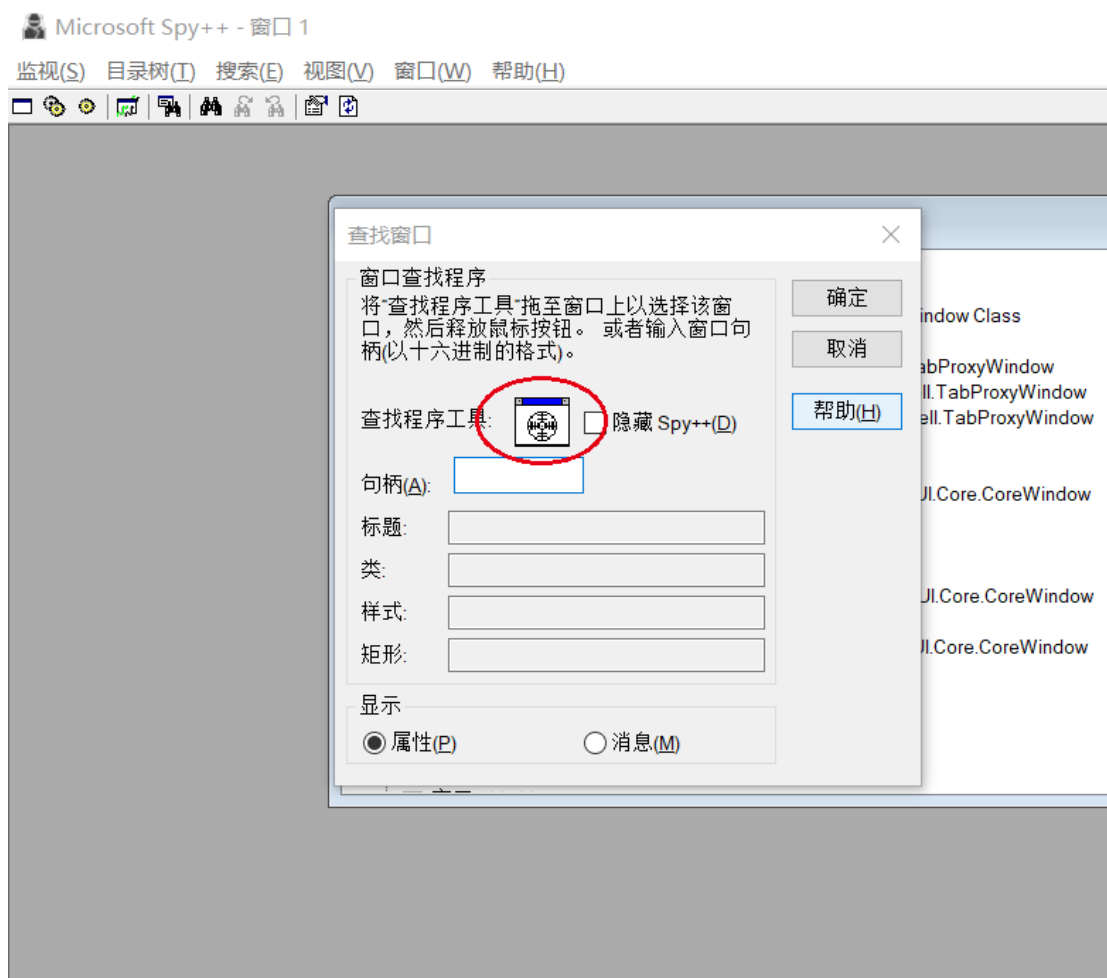 Microsoft Spy++ - 窗口 1
监视(S) 目录树(T) 搜索(E) 视图(V) 窗口(W) 帮助(H)
查找窗口
窗口查找程序
将“查找程序工具”拖至窗口上以选择该窗
口，然后释放鼠标按钮。 或者输入窗口句
柄(以十六进制的格式)。
确定
取消
帮助(H)
查找程序工具:
隐藏 Spy++(D)
句柄(A):
标题:
类:
样式:
矩形:
显示
属性(P)
消息(M)
indow Class
abProxyWindow
ll.TabProxyWindow
ell.TabProxyWindow
UI.Core.CoreWindow
UI.Core.CoreWindow
UI.Core.CoreWindow